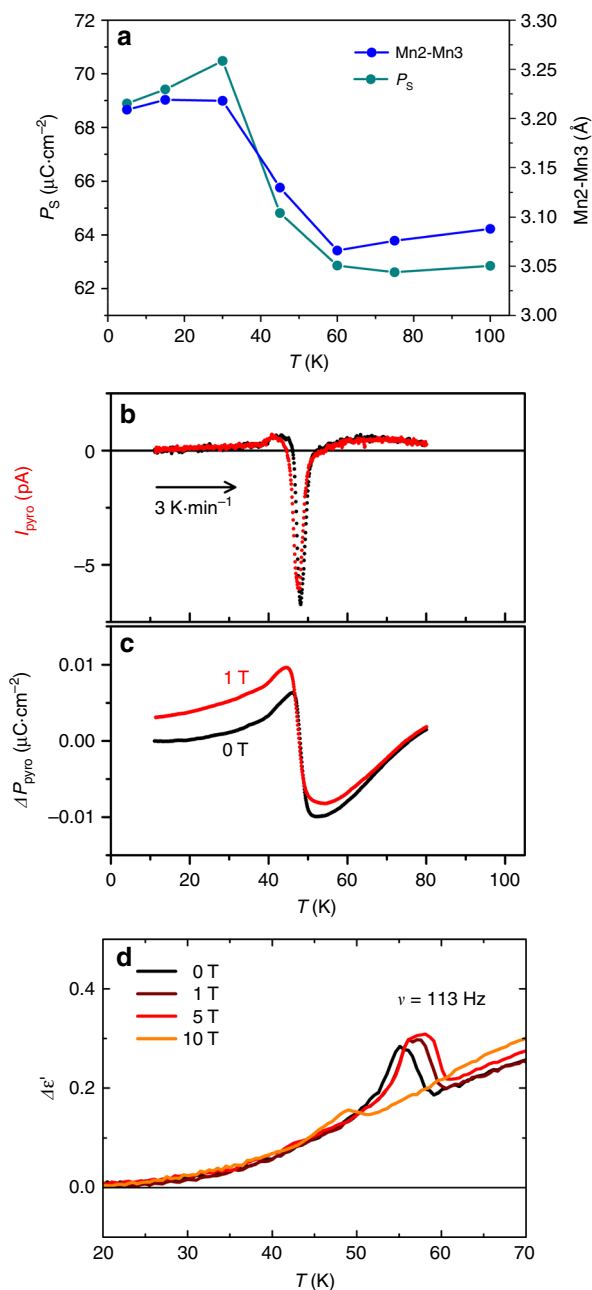 a
72
70
68
66
64
62
P_S (μC·cm⁻²)
3.30
3.25
3.20
3.15
3.10
3.05
3.00
Mn2-Mn3 (Å)
Mn2-Mn3
P_S
0 20 40 60 80 100
T (K)
b
0
−5
I_pyro (pA)
3 K·min⁻¹
c
0.01
0.00
−0.01
ΔP_pyro (μC·cm⁻²)
1 T
0 T
0 20 40 60 80 100
T (K)
d
0.4
0.2
0.0
Δε'
0 T
1 T
5 T
10 T
ν = 113 Hz
20 30 40 50 60 70
T (K)